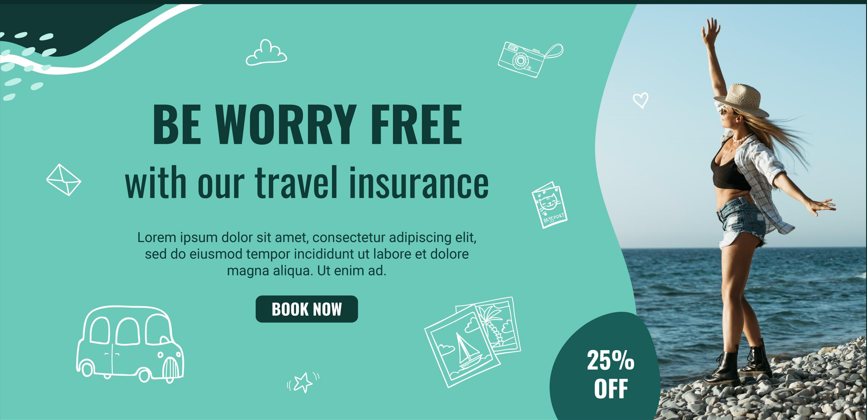 BE WORRY FREE
with our travel insurance
Lorem ipsum dolor sit amet, consectetur adipiscing elit,
sed do eiusmod tempor incididunt ut labore et dolore
magna aliqua. Ut enim ad.
BOOK NOW
25%
OFF